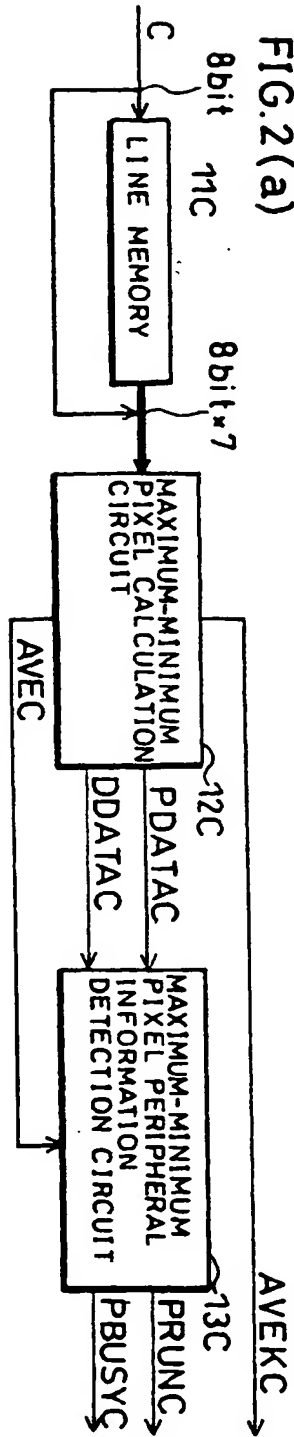 FIG.2(a)
C
8bit
11C
LINE MEMORY
8bit×7
MAXIMUM-MINIMUM
PIXEL CALCULATION
CIRCUIT
12C
AVEC
DDATAC
PDATAC
MAXIMUM-MINIMUM
PIXEL PERIPHERAL
INFORMATION
DETECTION CIRCUIT
13C
AVEKC
PRUNC
PBUSYC